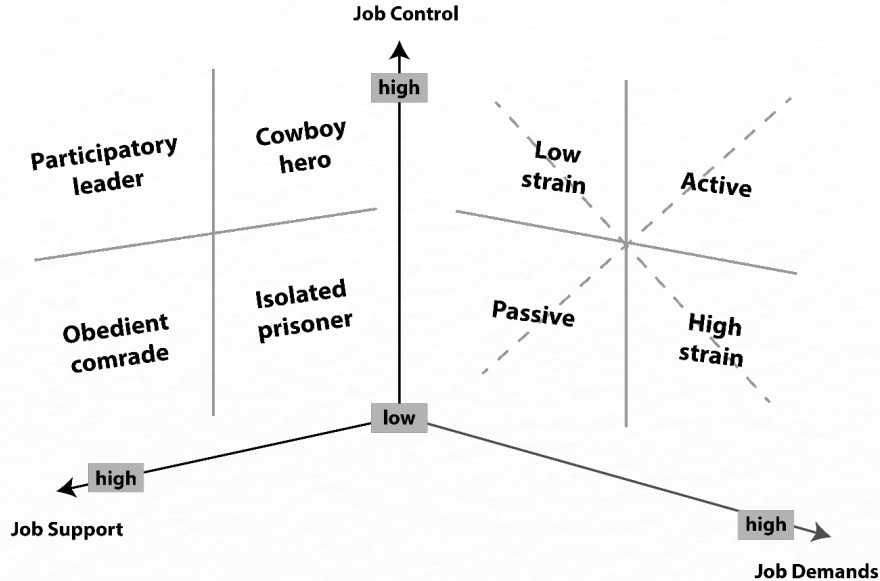 Job Control
high
Participatory
leader
Cowboy
hero
Low
strain
Active
Obedient
comrade
Isolated
prisoner
Passive
High
strain
low
high
Job Support
high
Job Demands